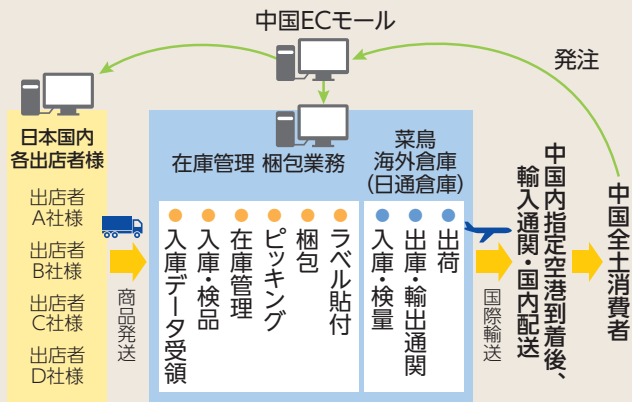 中国ECモール
発注
日本国内
各出店者様
出店者
A社様
出店者
B社様
出店者
C社様
出店者
D社様
商品発送
在庫管理 梱包業務
入庫データ受領
入庫・検品
在庫管理
ピッキング
梱包
ラベル貼付
菜鳥
海外倉庫
(日通倉庫)
入庫・検量
出庫・輸出通関
出荷
国際輸送
中国内指定空港到着後、
輸入通関・国内配送
中国全土消費者